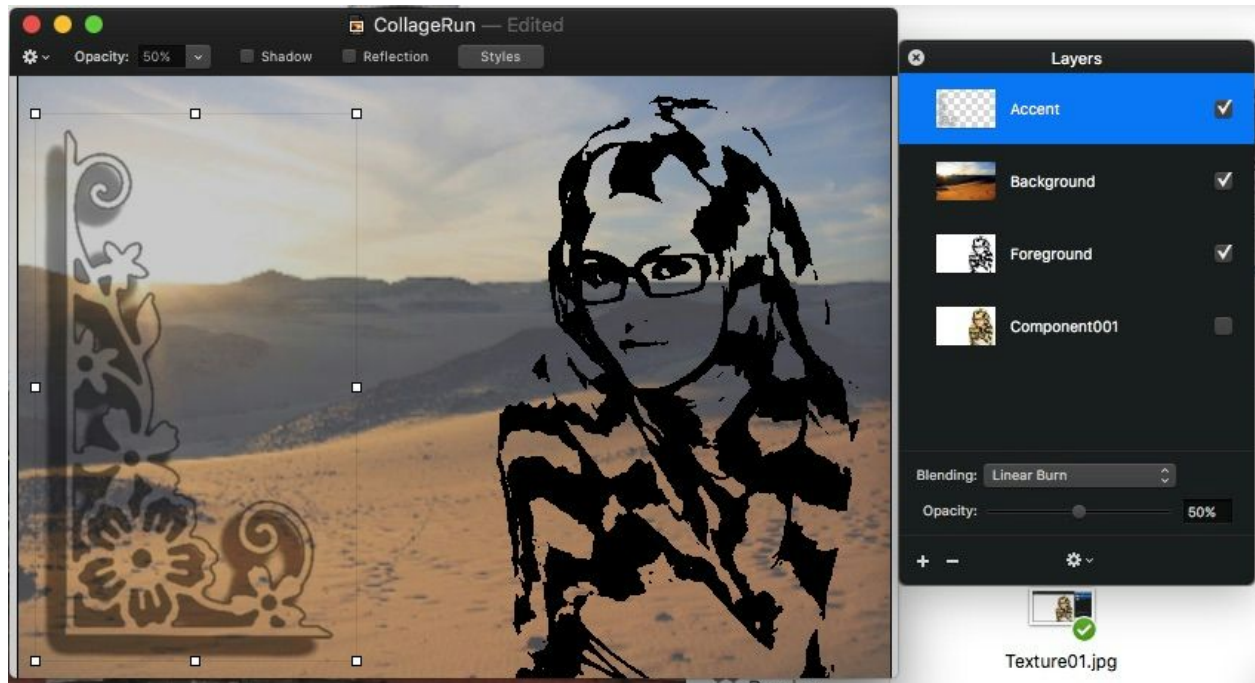 CollageRun — Edited
Opacity: 50% Shadow Reflection Styles
Layers
Accent
Background
Foreground
Component001
Blending: Linear Burn
Opacity: 50%
Texture01.jpg